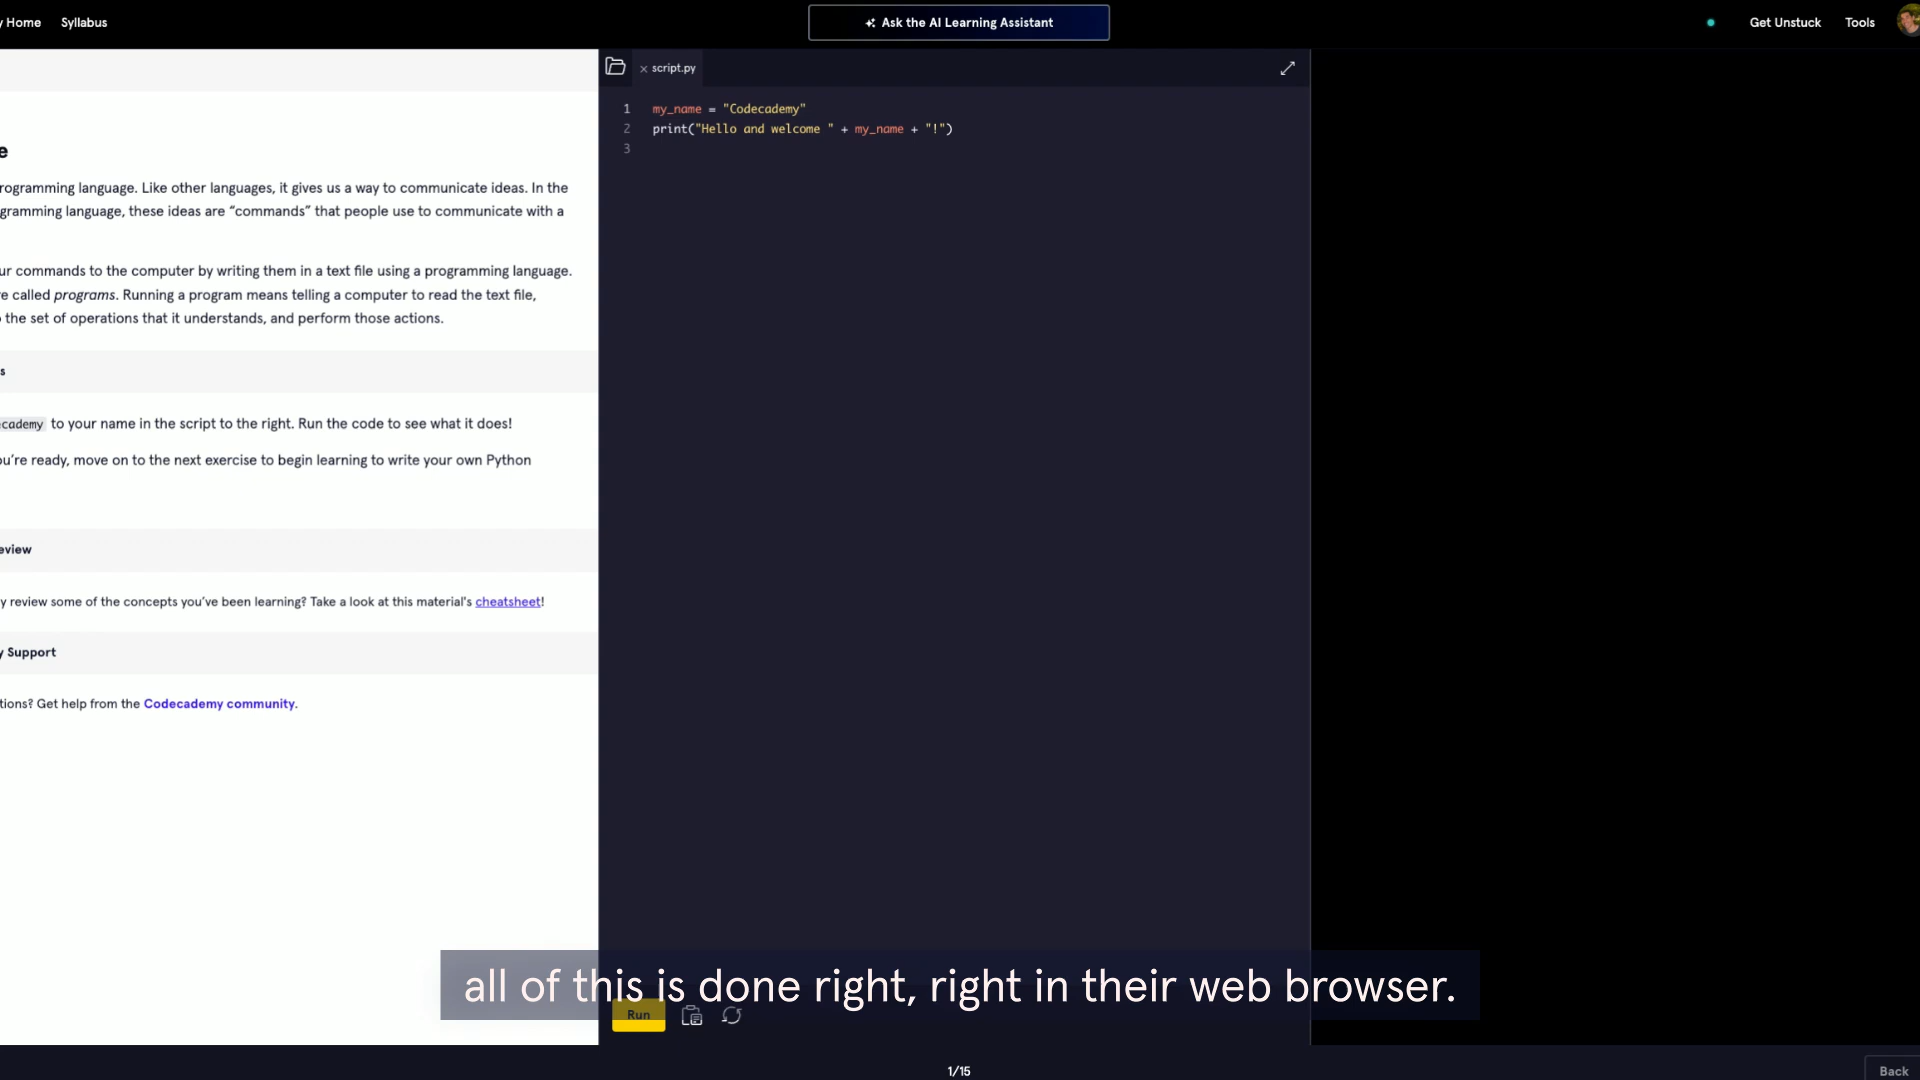 Home
Syllabus
Ask the AI Learning Assistant
Get Unstuck
Tools
script.py
1 my_name = "Codecademy"
2 print("Hello and welcome " + my_name + "!")
3
e
rogramming language. Like other languages, it gives us a way to communicate ideas. In the
gramming language, these ideas are “commands” that people use to communicate with a
ur commands to the computer by writing them in a text file using a programming language.
e called programs. Running a program means telling a computer to read the text file,
the set of operations that it understands, and perform those actions.
s
cademy to your name in the script to the right. Run the code to see what it does!
ou’re ready, move on to the next exercise to begin learning to write your own Python
eview
y review some of the concepts you’ve been learning? Take a look at this material's cheatsheet!
y Support
tions? Get help from the Codecademy community.
all of this is done right, right in their web browser.
Run
1/15
Back